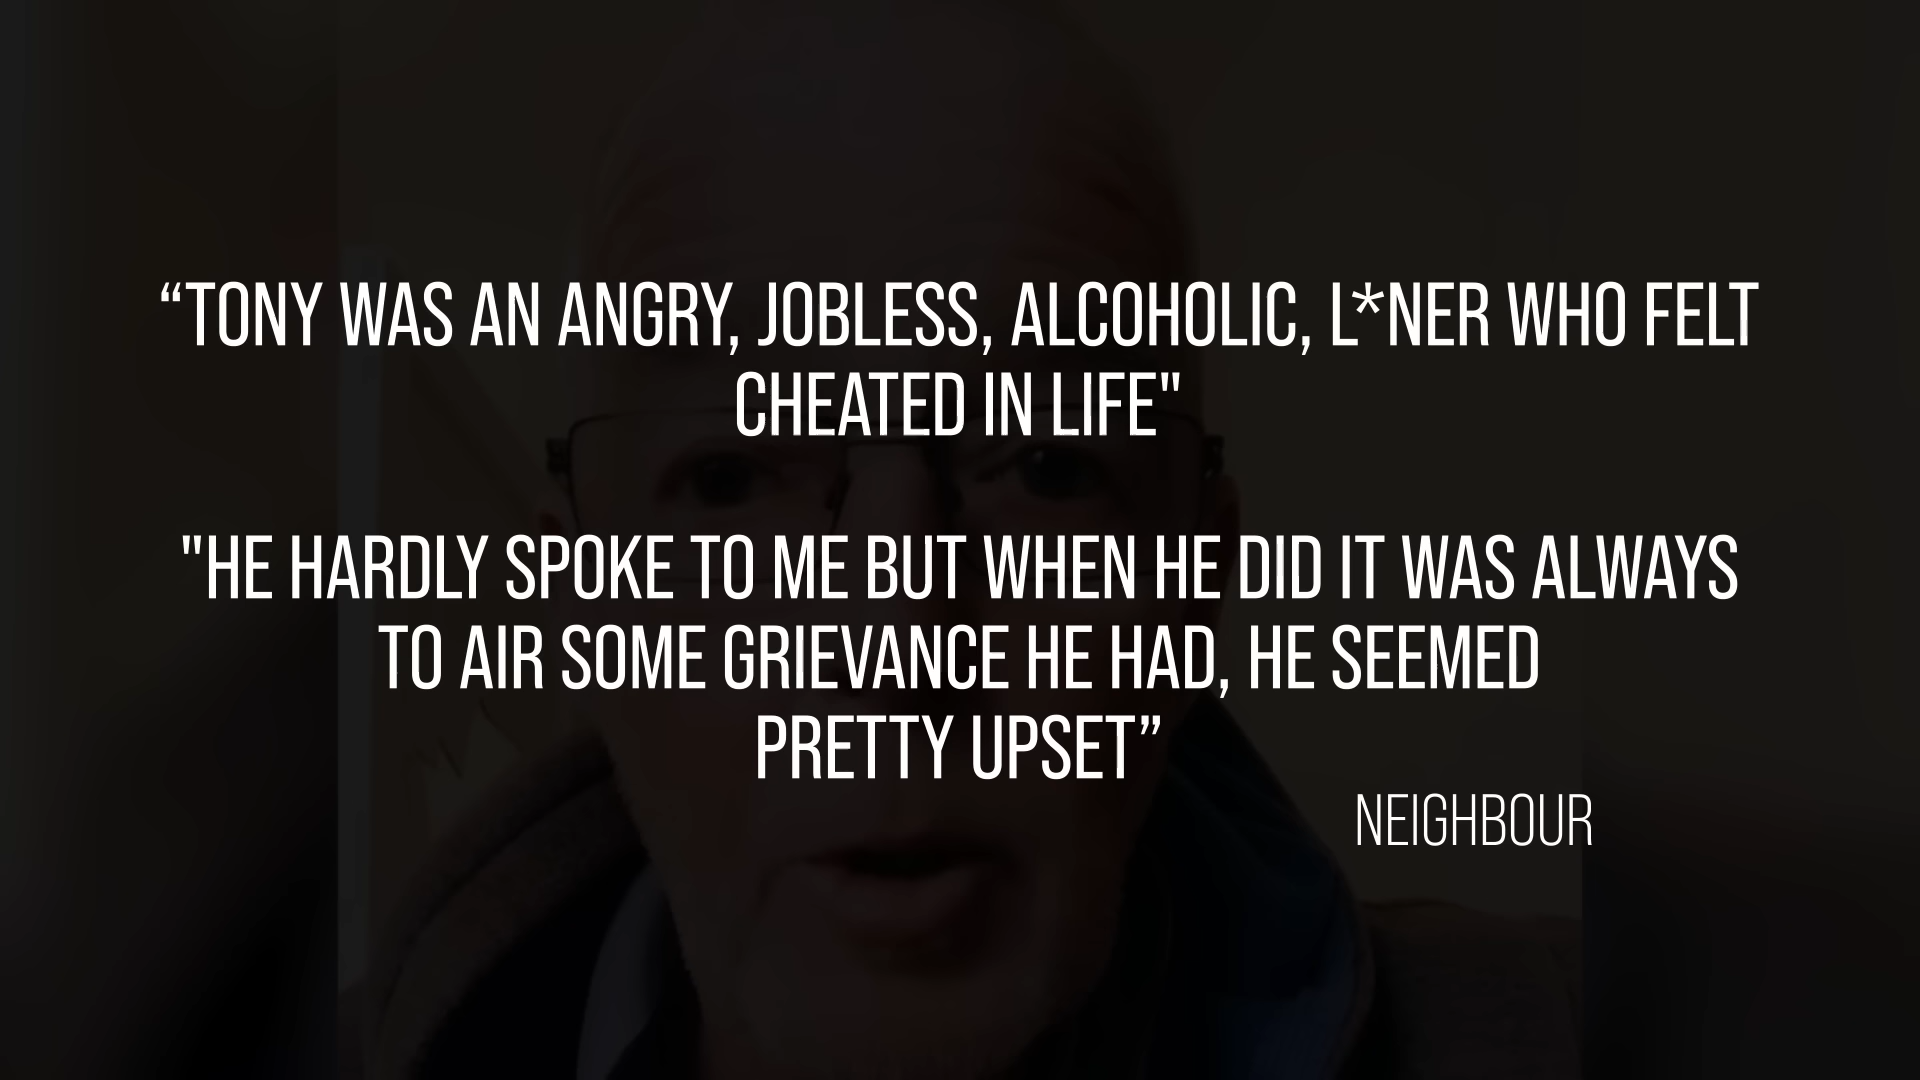 “TONY WAS AN ANGRY, JOBLESS, ALCOHOLIC, L*NER WHO FELT
CHEATED IN LIFE"
"HE HARDLY SPOKE TO ME BUT WHEN HE DID IT WAS ALWAYS
TO AIR SOME GRIEVANCE HE HAD, HE SEEMED
PRETTY UPSET”
NEIGHBOUR